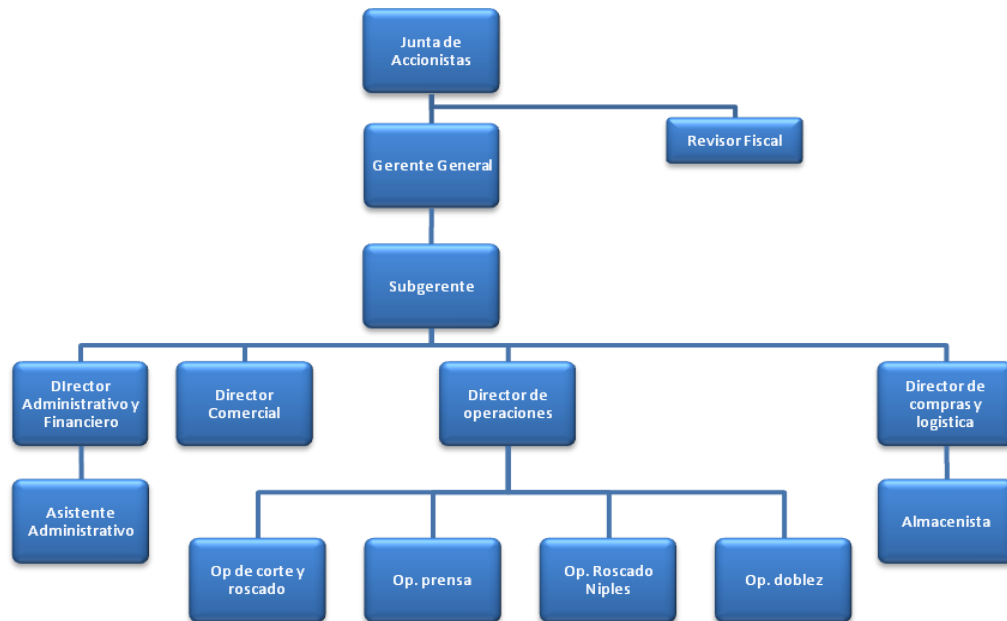 Junta de
Accionistas
Revisor Fiscal
Gerente General
Subgerente
DIrector
Administrativo y
Financiero
Director
Comercial
Director de
operaciones
Director de
compras y
logistica
Asistente
Administrativo
Almacenista
Op de corte y
roscado
Op. prensa
Op. Roscado
Niples
Op. doblez